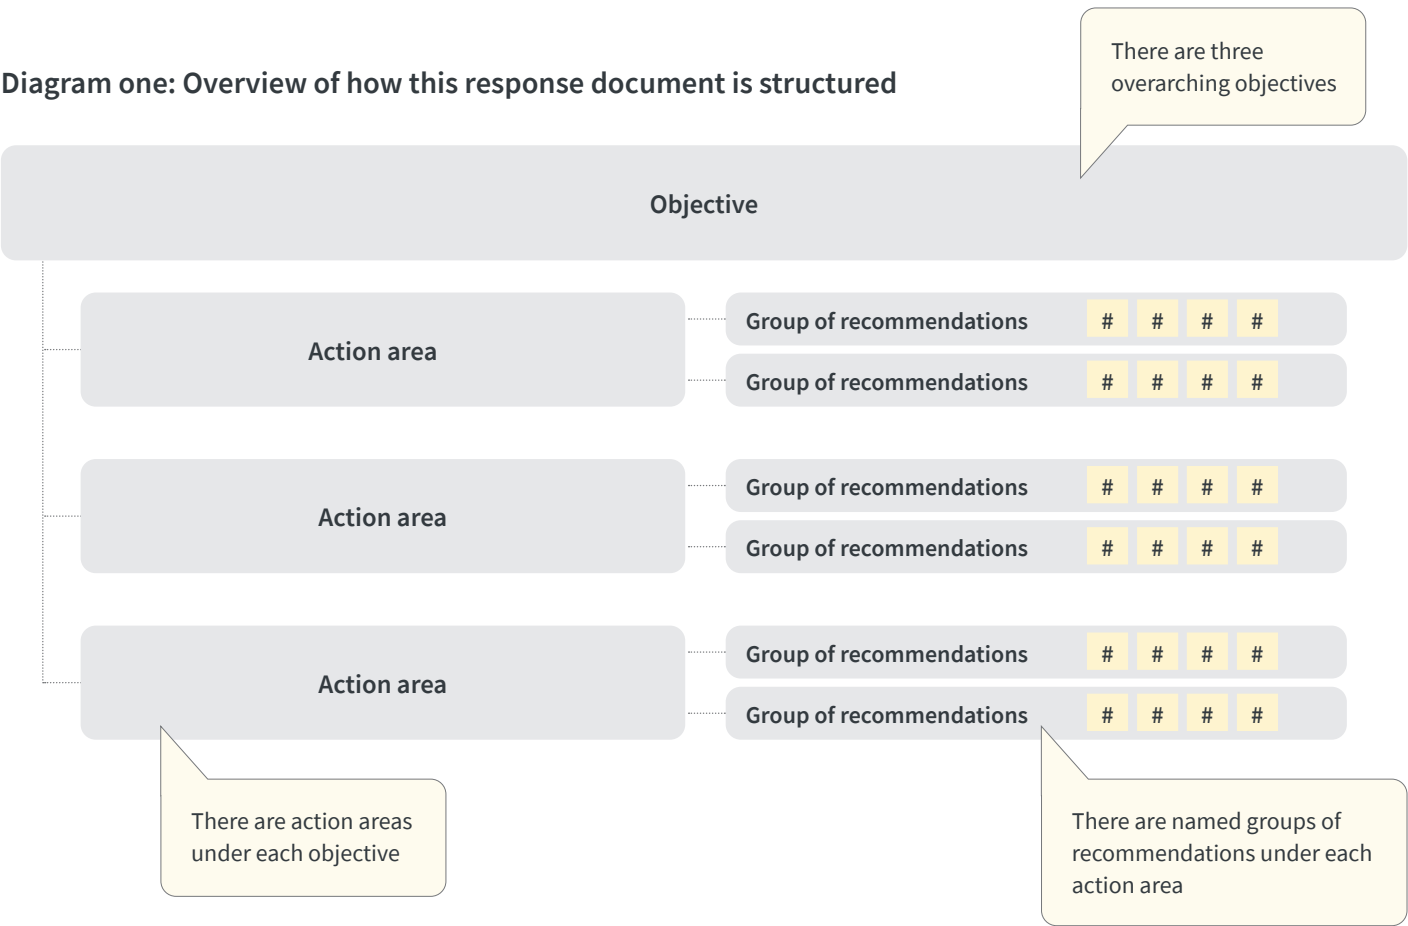 There are three
overarching objectives
Diagram one: Overview of how this response document is structured
Objective
Action area
Group of recommendations # # # #
Group of recommendations # # # #
Action area
Group of recommendations # # # #
Group of recommendations # # # #
Action area
Group of recommendations # # # #
Group of recommendations # # # #
There are action areas
under each objective
There are named groups of
recommendations under each
action area